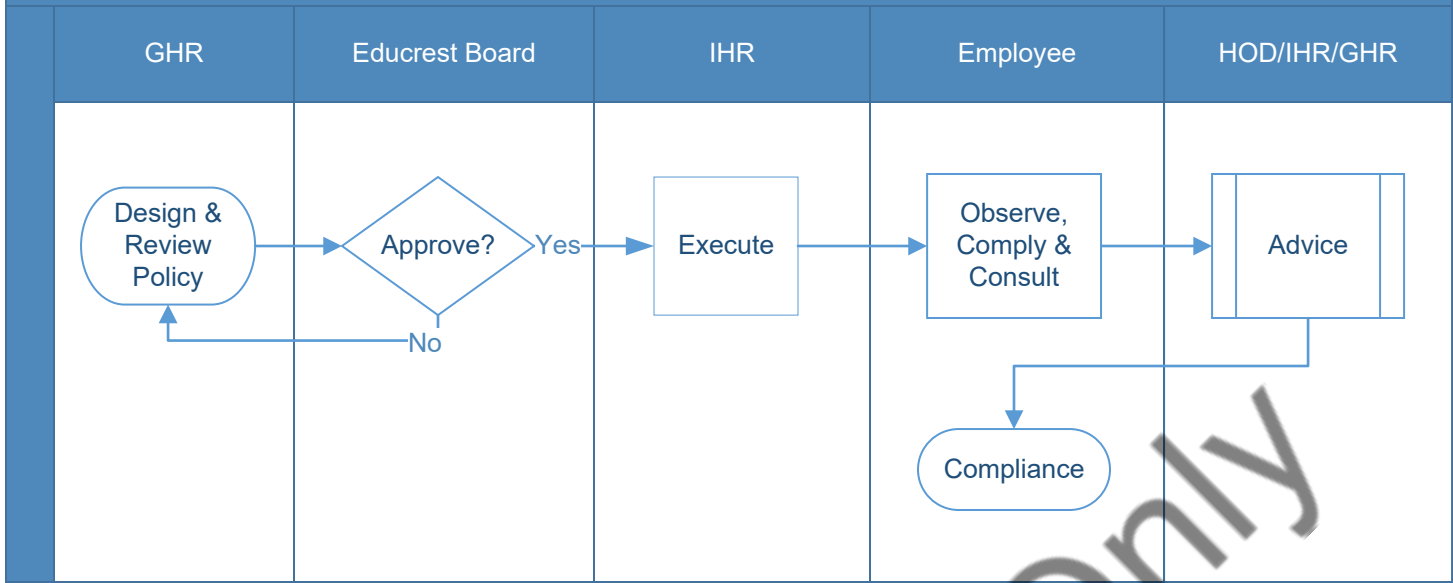 GHR
Educrest Board
IHR
Employee
HOD/IHR/GHR
Design &
Review
Policy
Approve?
Yes
Execute
Observe,
Comply &
Consult
Advice
No
Compliance
Only